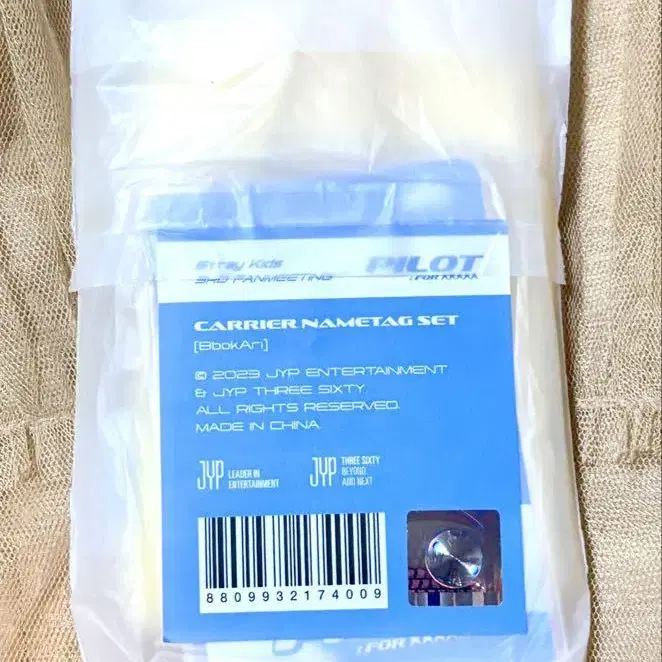 Stray Kids
3RD FANMEETING
PILOT
: FOR ★★★★★
CARRIER NAMETAG SET
[BbokAri]
© 2023 JYP ENTERTAINMENT
& JYP THREE SIXTY.
ALL RIGHTS RESERVED.
MADE IN CHINA
JYP LEADER IN
ENTERTAINMENT
JYP THREE SIXTY
BEYOND
AND NEXT
8809932174009
: FOR ★★★★★